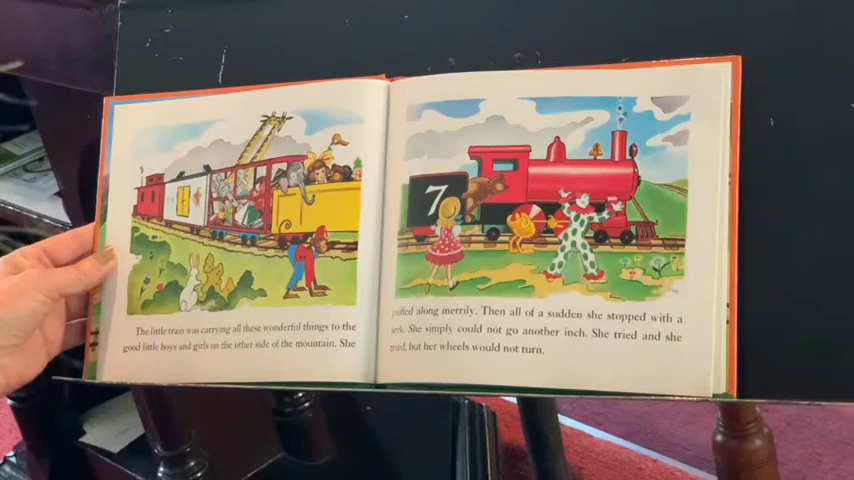 The little train was carrying all these wonderful things to the
good little boys and girls on the other side of the mountain. She
7
puffed along merrily. Then all of a sudden she stopped with a
jerk. She simply could not go another inch. She tried and she
tried, but her wheels would not turn.